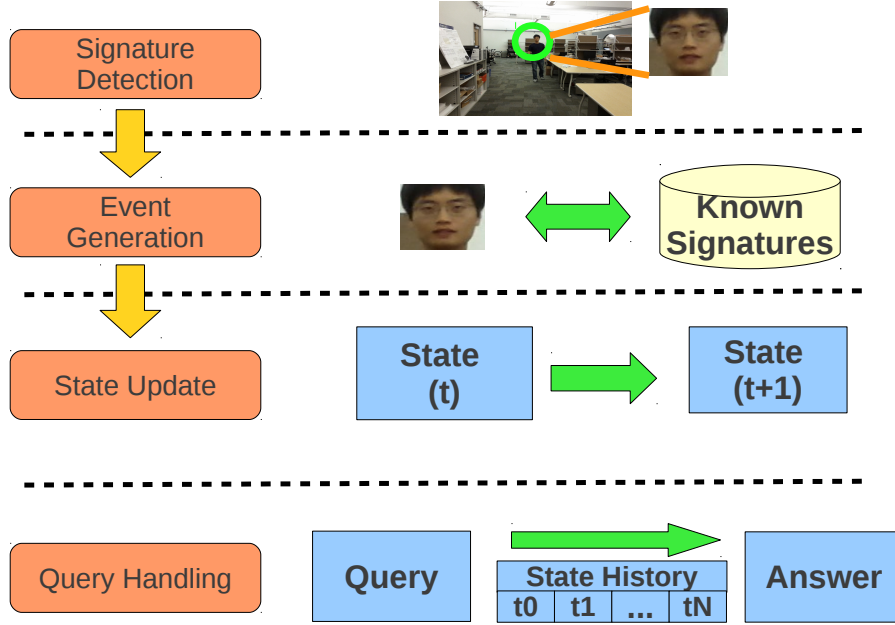 Signature
Detection
Event
Generation
Known
Signatures
State Update
State
(t)
State
(t+1)
Query Handling
Query
State History
t0 t1 ... tN
Answer